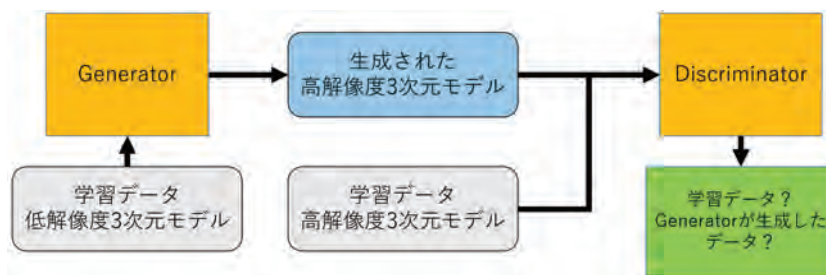 Generator
生成された
高解像度3次元モデル
Discriminator
学習データ
低解像度3次元モデル
学習データ
高解像度3次元モデル
学習データ？
Generatorが生成した
データ？